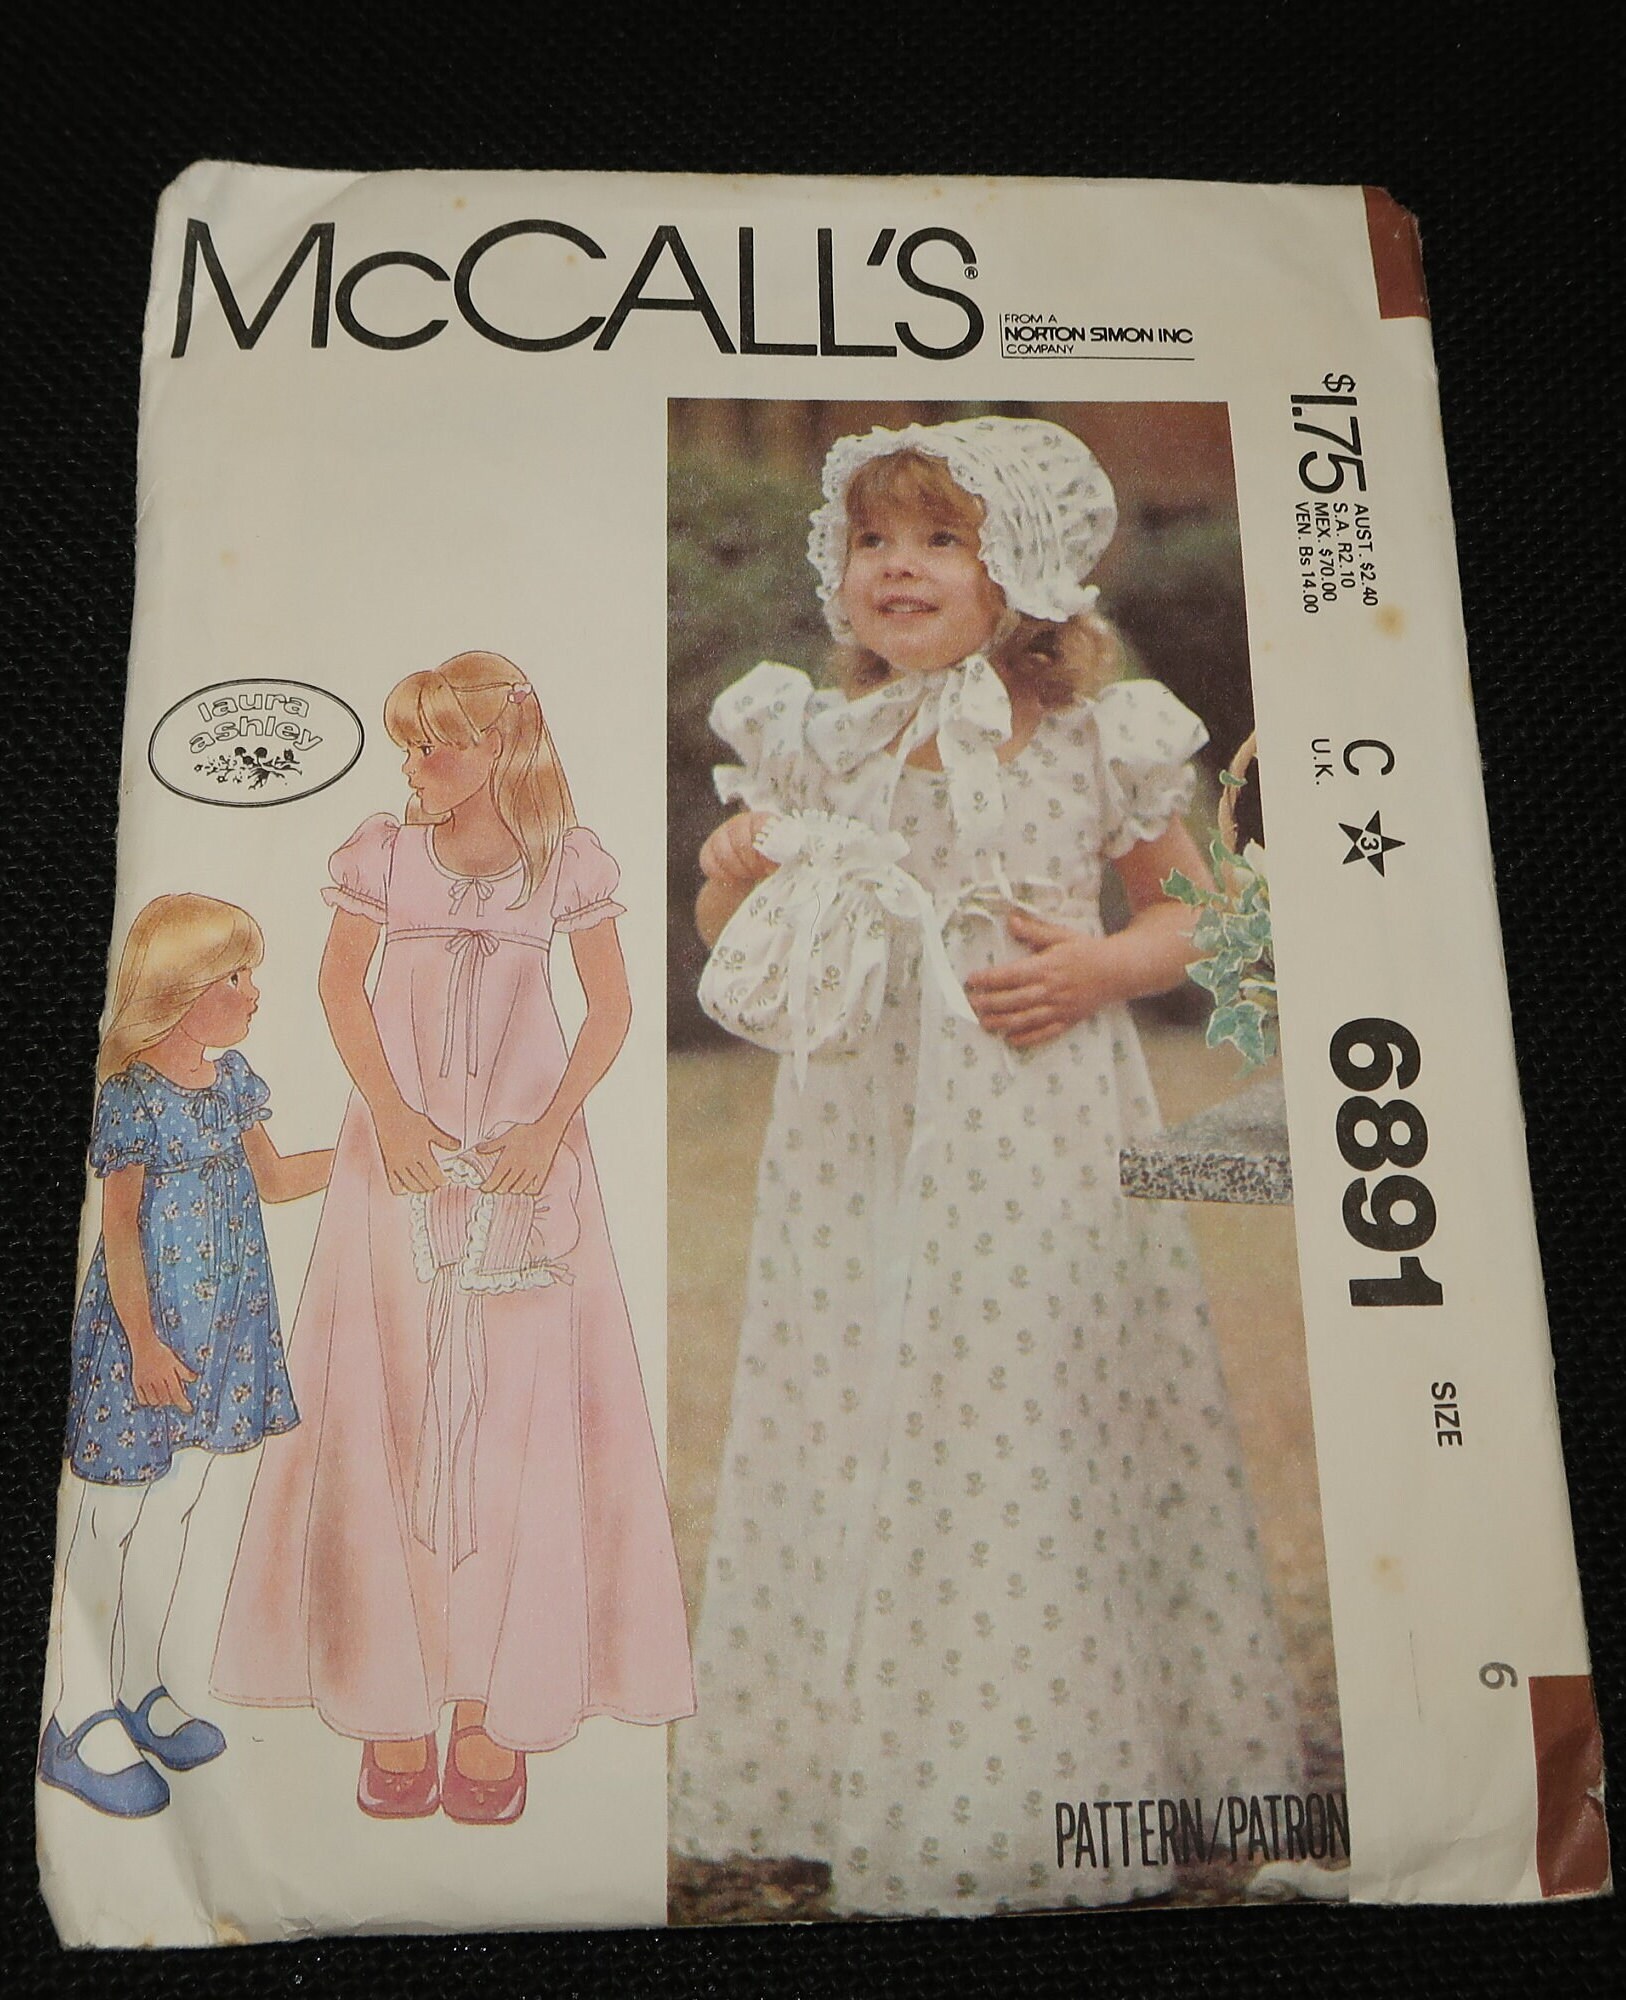 McCALL'S®
FROM A
NORTON SIMON INC
COMPANY
$1.75
AUST. $2.40
S.A. R2.10
MEX. $70.00
VEN. Bs 14.00
laura
ashley
C
U.K.
3
6891
SIZE
6
PATTERN/PATRON